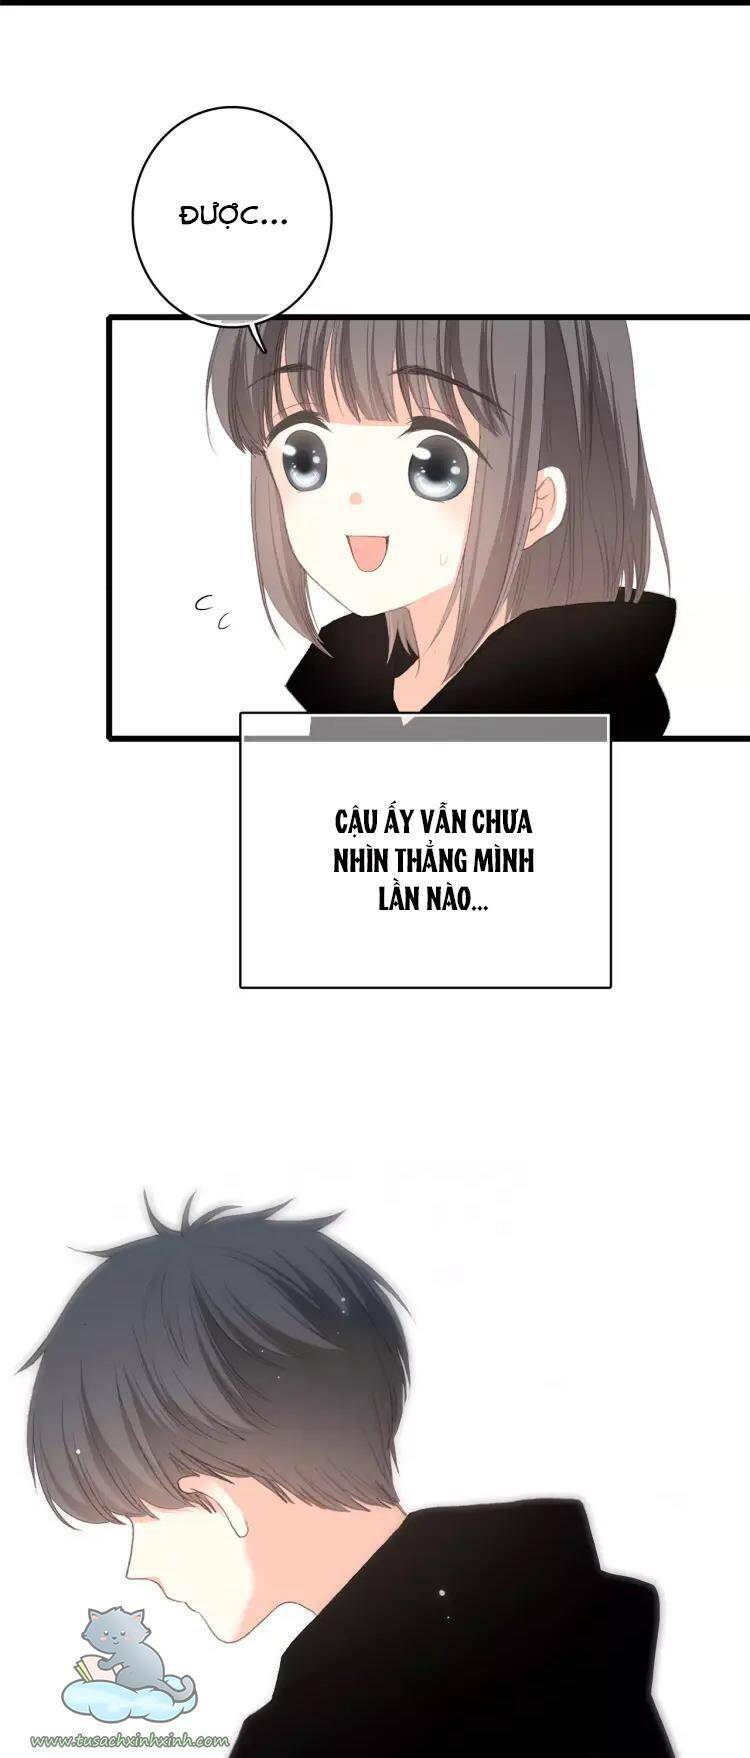 ĐƯỢC...
CẬU ẤY VẪN CHƯA
NHÌN THẲNG MÌNH
LẦN NÀO...
www.tusachxinhxinh.com